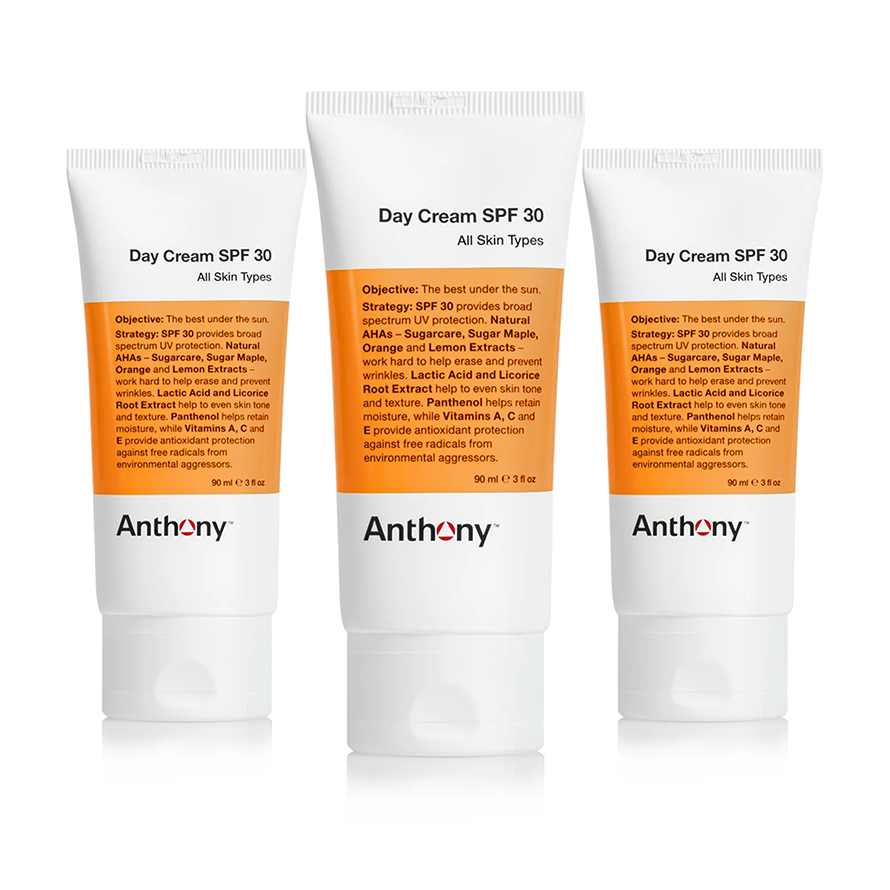 Day Cream SPF 30
All Skin Types
Objective: The best under the sun.
Strategy: SPF 30 provides broad
spectrum UV protection. Natural
AHAs – Sugarcare, Sugar Maple,
Orange and Lemon Extracts –
work hard to help erase and prevent
wrinkles. Lactic Acid and Licorice
Root Extract help to even skin tone
and texture. Panthenol helps retain
moisture, while Vitamins A, C and
E provide antioxidant protection
against free radicals from
environmental aggressors.
90 ml ℮ 3 fl oz
Anthony™
Day Cream SPF 30
All Skin Types
Objective: The best under the sun.
Strategy: SPF 30 provides broad
spectrum UV protection. Natural
AHAs – Sugarcare, Sugar Maple,
Orange and Lemon Extracts –
work hard to help erase and prevent
wrinkles. Lactic Acid and Licorice
Root Extract help to even skin tone
and texture. Panthenol helps retain
moisture, while Vitamins A, C and
E provide antioxidant protection
against free radicals from
environmental aggressors.
90 ml ℮ 3 fl oz
Anthony™
Day Cream SPF 30
All Skin Types
Objective: The best under the sun.
Strategy: SPF 30 provides broad
spectrum UV protection. Natural
AHAs – Sugarcare, Sugar Maple,
Orange and Lemon Extracts –
work hard to help erase and prevent
wrinkles. Lactic Acid and Licorice
Root Extract help to even skin tone
and texture. Panthenol helps retain
moisture, while Vitamins A, C and
E provide antioxidant protection
against free radicals from
environmental aggressors.
90 ml ℮ 3 fl oz
Anthony™